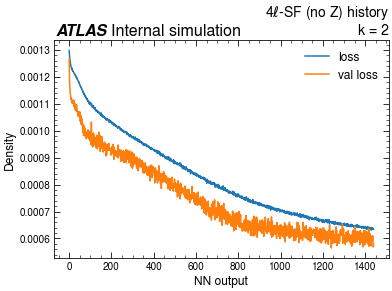 4ℓ-SF (no Z) history
ATLAS Internal simulation
k = 2
0.0013
0.0012
0.0011
0.0010
0.0009
0.0008
0.0007
0.0006
Density
loss
val loss
0 200 400 600 800 1000 1200 1400
NN output